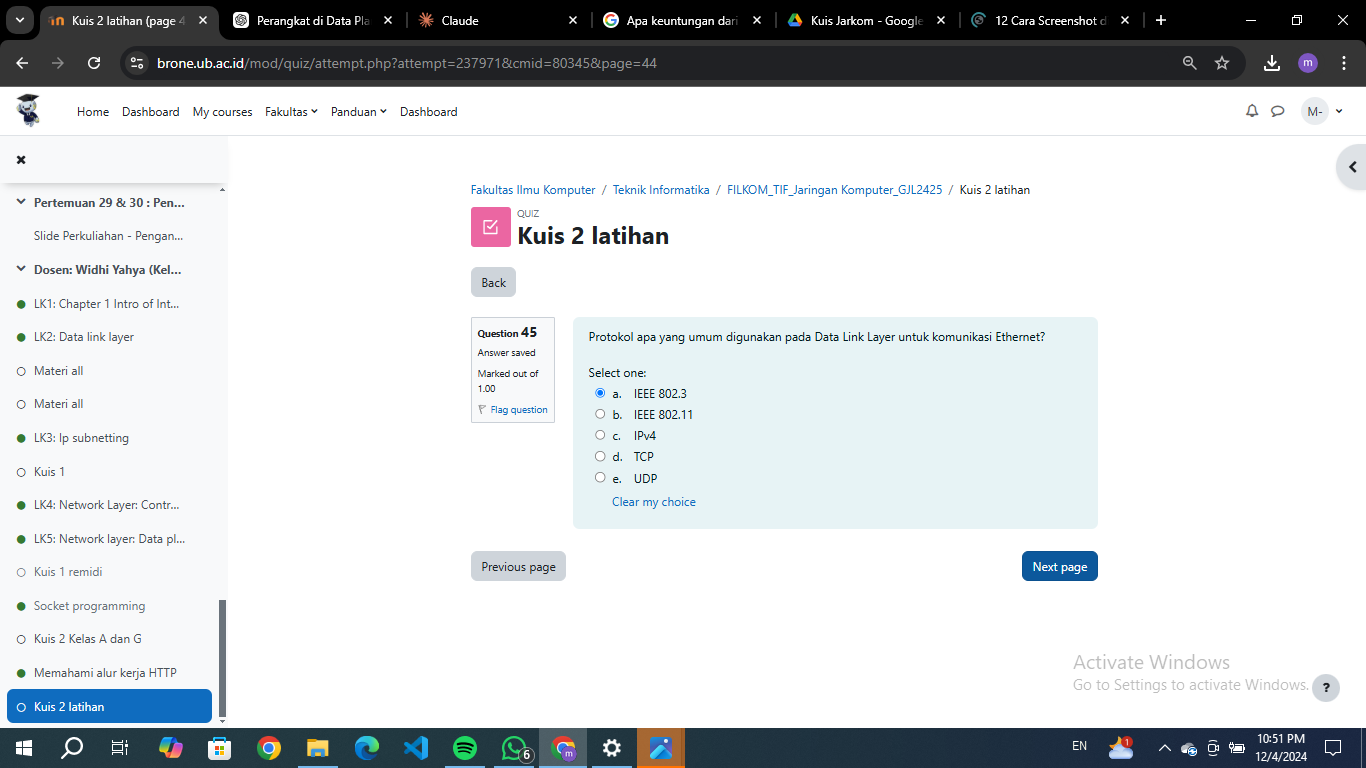 Kuis 2 latihan (page 4
Perangkat di Data Pla
Claude
Apa keuntungan dari
Kuis Jarkom - Google
12 Cara Screenshot d
brone.ub.ac.id/mod/quiz/attempt.php?attempt=237971&cmid=80345&page=44
m
Home
Dashboard
My courses
Fakultas
Panduan
Dashboard
M-
Pertemuan 29 & 30 : Pen...
Slide Perkuliahan - Pengan...
Dosen: Widhi Yahya (Kel...
LK1: Chapter 1 Intro of Int...
LK2: Data link layer
Materi all
Materi all
LK3: Ip subnetting
Kuis 1
LK4: Network Layer: Contr...
LK5: Network layer: Data pl...
Kuis 1 remidi
Socket programming
Kuis 2 Kelas A dan G
Memahami alur kerja HTTP
Kuis 2 latihan
Fakultas Ilmu Komputer / Teknik Informatika / FILKOM_TIF_Jaringan Komputer_GJL2425 / Kuis 2 latihan
QUIZ
Kuis 2 latihan
Back
Question 45
Answer saved
Marked out of
1.00
Flag question
Protokol apa yang umum digunakan pada Data Link Layer untuk komunikasi Ethernet?
Select one:
a. IEEE 802.3
b. IEEE 802.11
c. IPv4
d. TCP
e. UDP
Clear my choice
Previous page
Next page
Activate Windows
Go to Settings to activate Windows.
?
6
m
EN
1
10:51 PM
12/4/2024